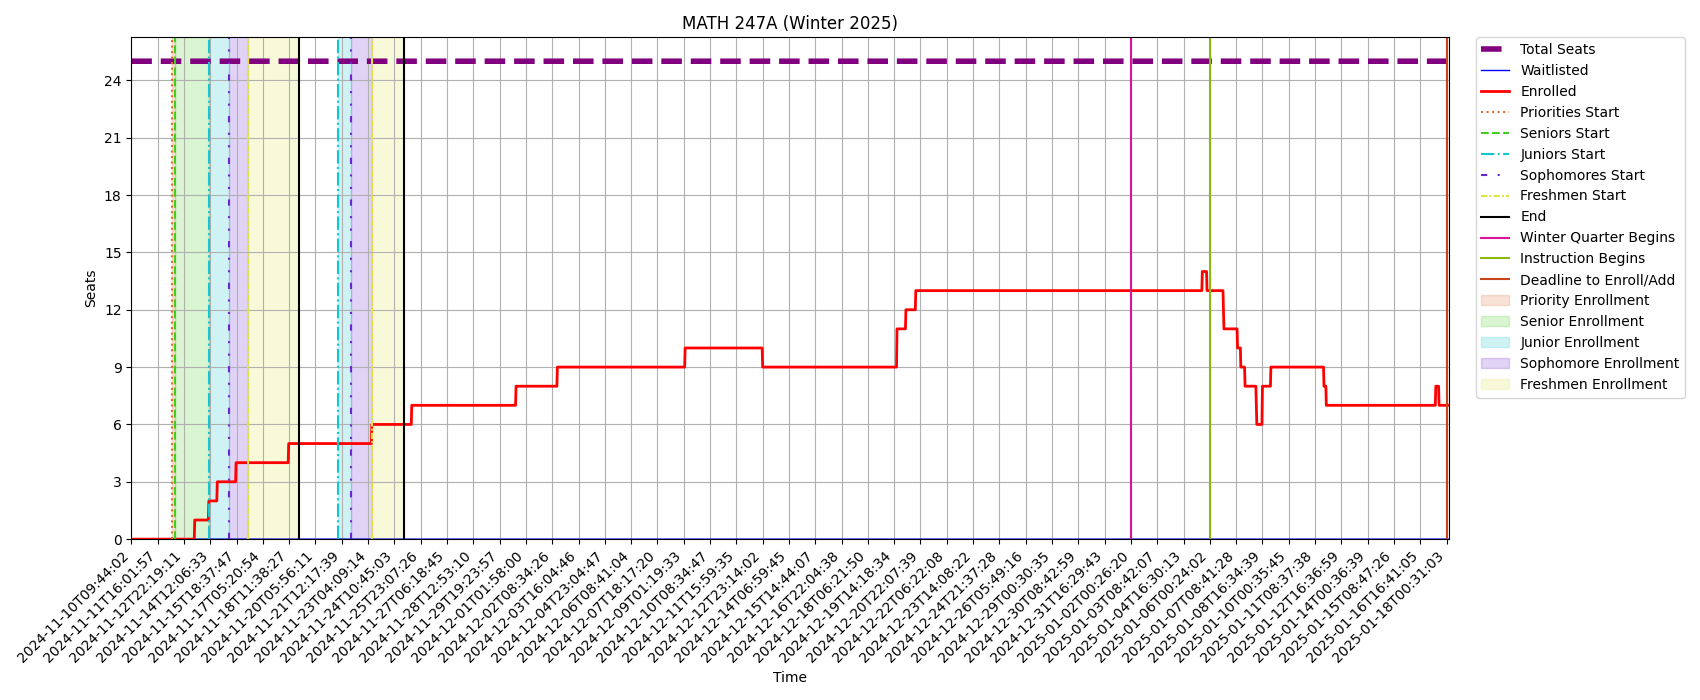 MATH 247A (Winter 2025)
Seats
24
21
18
15
12
9
6
3
0
2024-11-10T09:44:02
2024-11-11T16:01:57
2024-11-12T22:19:11
2024-11-14T12:06:33
2024-11-15T18:37:47
2024-11-17T05:20:54
2024-11-18T11:38:27
2024-11-20T05:56:11
2024-11-21T12:17:39
2024-11-23T04:09:14
2024-11-24T10:45:03
2024-11-25T23:07:26
2024-11-27T06:18:45
2024-11-28T12:53:10
2024-11-29T19:23:57
2024-12-01T01:58:00
2024-12-02T08:34:26
2024-12-03T16:04:46
2024-12-04T23:04:47
2024-12-06T08:41:04
2024-12-07T18:17:20
2024-12-09T01:19:33
2024-12-10T08:34:47
2024-12-11T15:59:35
2024-12-12T23:14:02
2024-12-14T06:59:45
2024-12-15T14:44:07
2024-12-16T22:04:38
2024-12-18T06:21:50
2024-12-19T14:18:34
2024-12-20T22:07:39
2024-12-22T06:22:08
2024-12-23T14:08:22
2024-12-24T21:37:28
2024-12-26T05:49:16
2024-12-29T00:30:35
2024-12-30T08:42:59
2024-12-31T16:29:43
2025-01-02T00:26:20
2025-01-03T08:42:07
2025-01-04T16:30:13
2025-01-06T00:24:02
2025-01-07T08:41:28
2025-01-08T16:34:39
2025-01-10T00:35:45
2025-01-11T08:37:38
2025-01-12T16:36:59
2025-01-14T00:36:39
2025-01-15T08:47:26
2025-01-16T16:41:05
2025-01-18T00:31:03
Time
Total Seats
Waitlisted
Enrolled
Priorities Start
Seniors Start
Juniors Start
Sophomores Start
Freshmen Start
End
Winter Quarter Begins
Instruction Begins
Deadline to Enroll/Add
Priority Enrollment
Senior Enrollment
Junior Enrollment
Sophomore Enrollment
Freshmen Enrollment